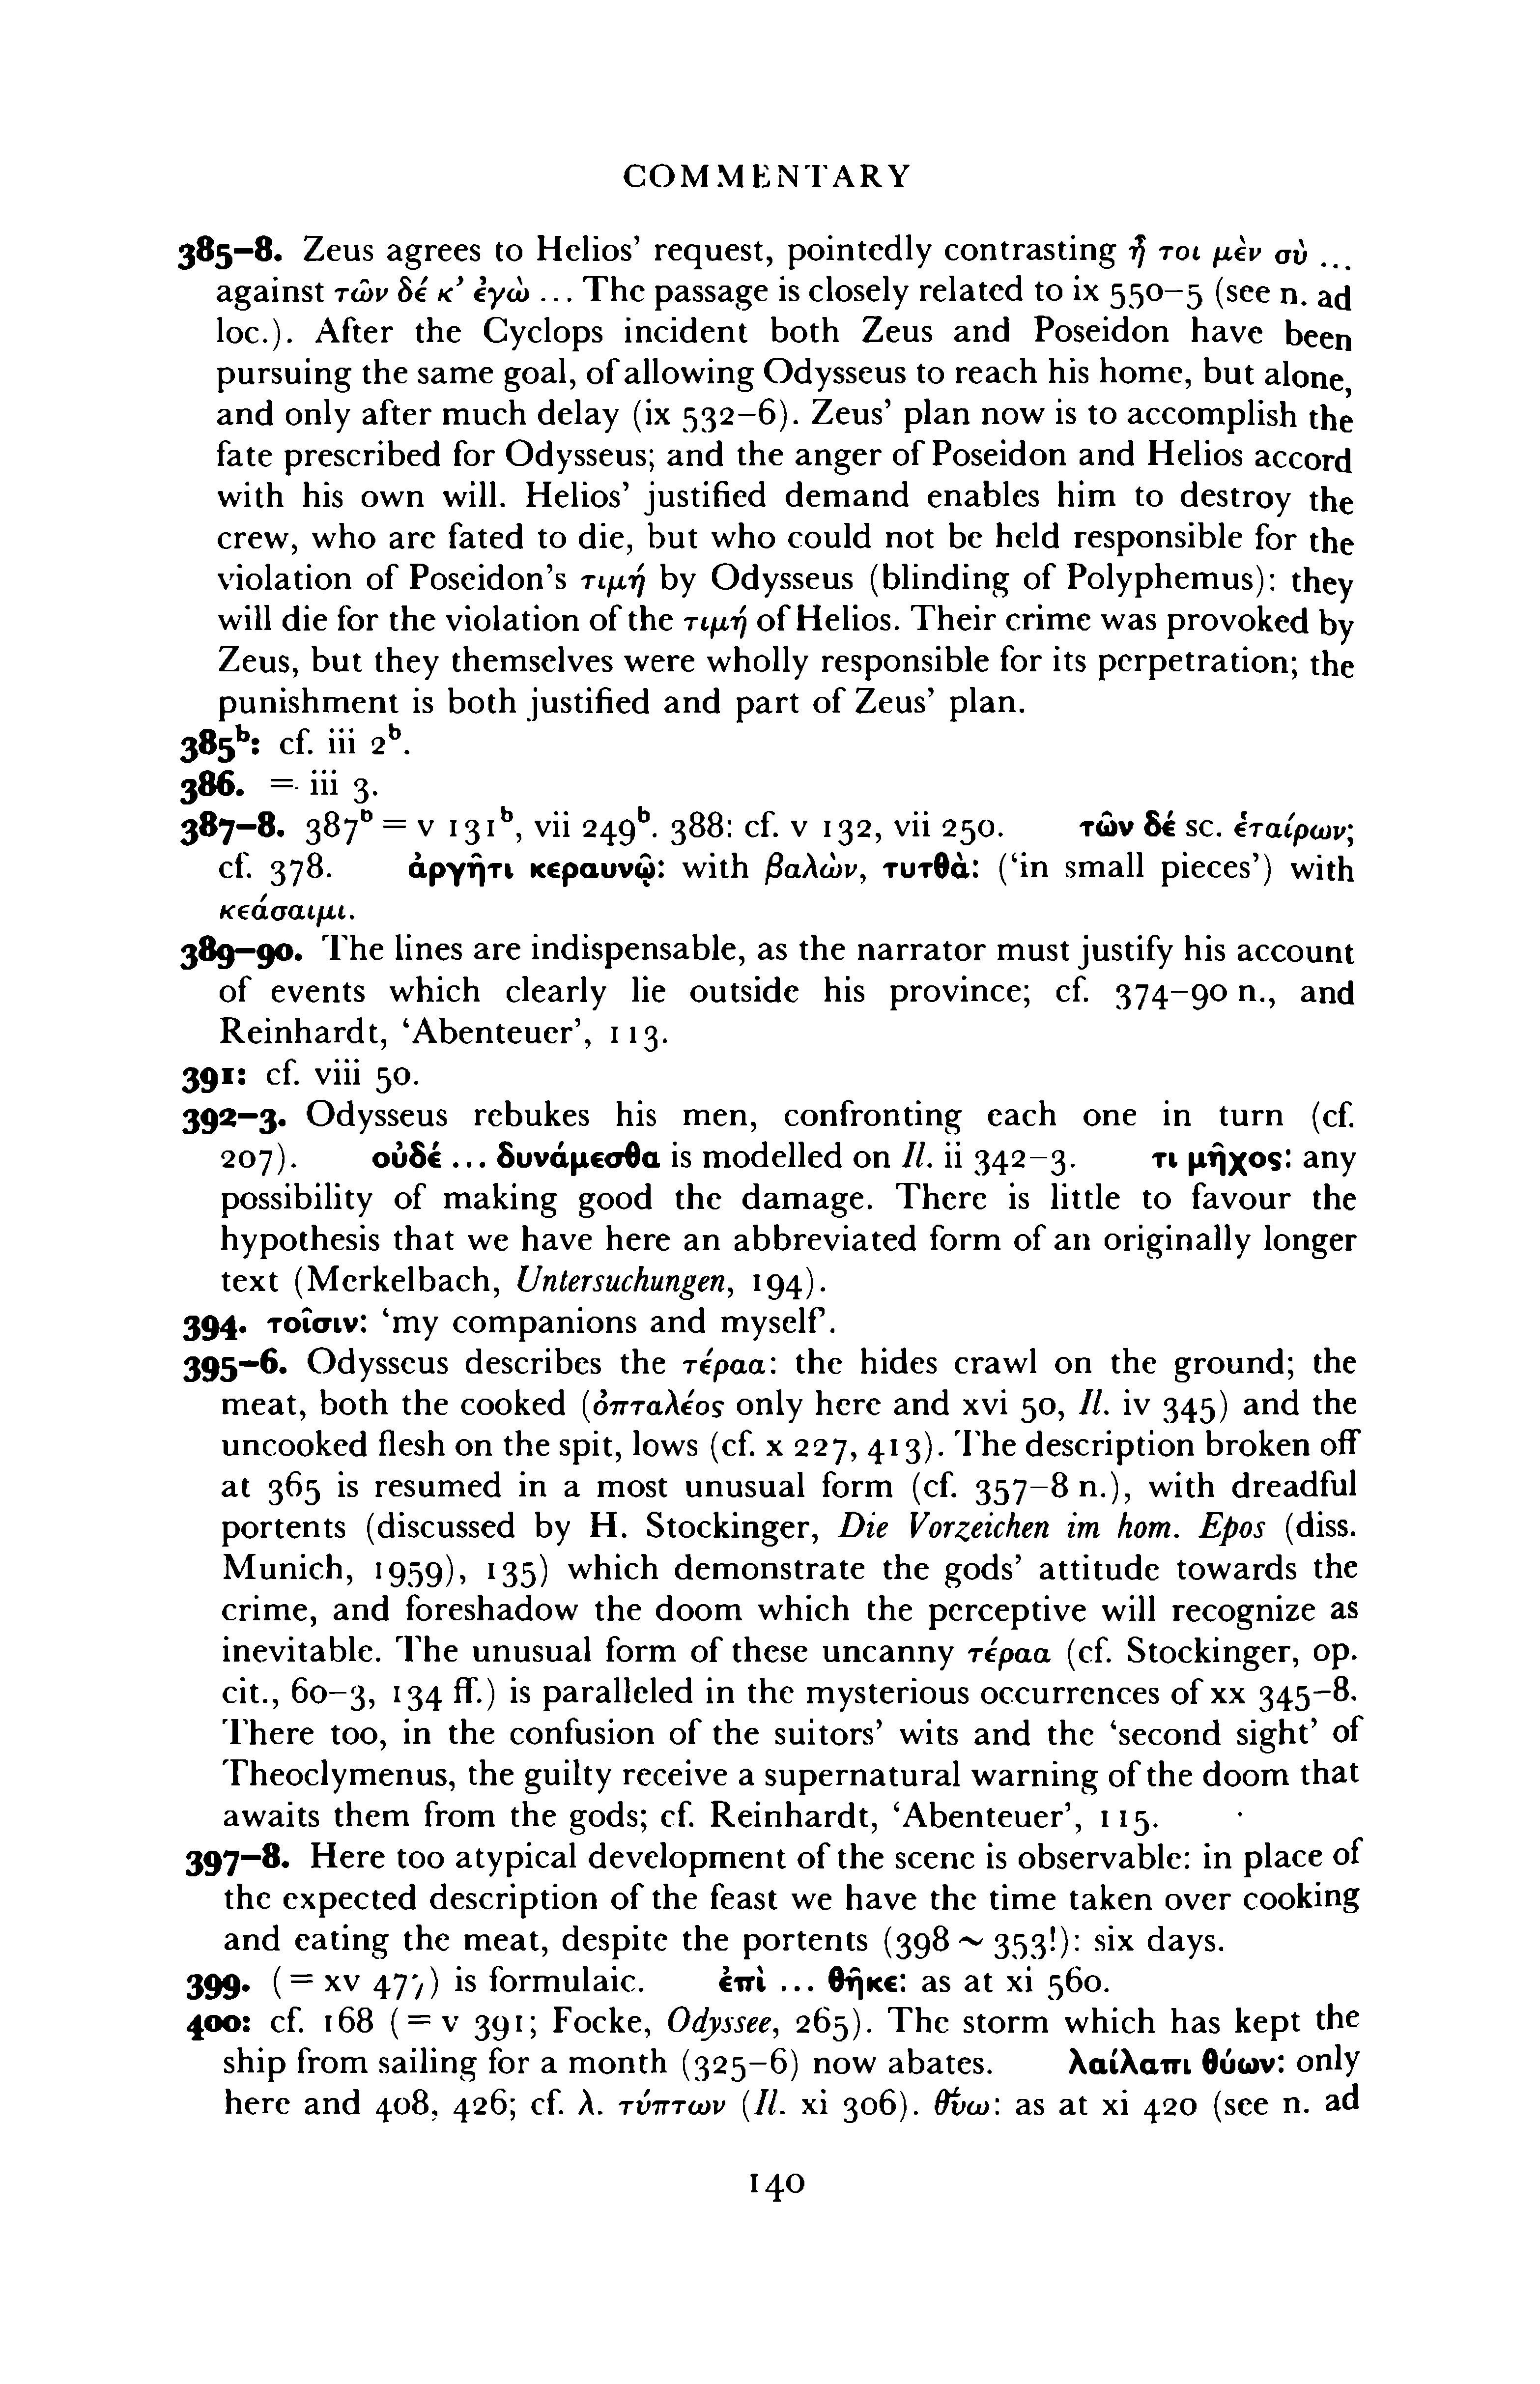 COMMENTARY
385–8. Zeus agrees to Helios’ request, pointedly contrasting ἦ τοι μὲν σὺ ...
against τῶν δέ κ’ ἐγὼ ... The passage is closely related to ix 550–5 (see n. ad
loc.). After the Cyclops incident both Zeus and Poseidon have been
pursuing the same goal, of allowing Odysseus to reach his home, but alone,
and only after much delay (ix 532–6). Zeus’ plan now is to accomplish the
fate prescribed for Odysseus; and the anger of Poseidon and Helios accord
with his own will. Helios’ justified demand enables him to destroy the
crew, who are fated to die, but who could not be held responsible for the
violation of Poseidon’s τιμή by Odysseus (blinding of Polyphemus): they
will die for the violation of the τιμή of Helios. Their crime was provoked by
Zeus, but they themselves were wholly responsible for its perpetration; the
punishment is both justified and part of Zeus’ plan.
385ᵇ: cf. iii 2ᵇ.
386. = iii 3.
387–8. 387ᵇ = v 131ᵇ, vii 249ᵇ. 388: cf. v 132, vii 250. τῶν δέ sc. ἑταίρων;
cf. 378. ἀργῆτι κεραυνῷ: with βαλών, τυτθὰ: (‘in small pieces’) with
κεάσαιμι.
389–90. The lines are indispensable, as the narrator must justify his account
of events which clearly lie outside his province; cf. 374–90 n., and
Reinhardt, ‘Abenteuer’, 113.
391: cf. viii 50.
392–3. Odysseus rebukes his men, confronting each one in turn (cf.
207). οὐδέ ... δυνάμεσθα is modelled on Il. ii 342–3. τι μῆχος: any
possibility of making good the damage. There is little to favour the
hypothesis that we have here an abbreviated form of an originally longer
text (Merkelbach, Untersuchungen, 194).
394. τοῖσιν: ‘my companions and myself’.
395–6. Odysseus describes the τέραα: the hides crawl on the ground; the
meat, both the cooked (ὀπταλέος only here and xvi 50, Il. iv 345) and the
uncooked flesh on the spit, lows (cf. x 227, 413). The description broken off
at 365 is resumed in a most unusual form (cf. 357–8 n.), with dreadful
portents (discussed by H. Stockinger, Die Vorzeichen im hom. Epos (diss.
Munich, 1959), 135) which demonstrate the gods’ attitude towards the
crime, and foreshadow the doom which the perceptive will recognize as
inevitable. The unusual form of these uncanny τέραα (cf. Stockinger, op.
cit., 60–3, 134 ff.) is paralleled in the mysterious occurrences of xx 345–8.
There too, in the confusion of the suitors’ wits and the ‘second sight’ of
Theoclymenus, the guilty receive a supernatural warning of the doom that
awaits them from the gods; cf. Reinhardt, ‘Abenteuer’, 115.
397–8. Here too atypical development of the scene is observable: in place of
the expected description of the feast we have the time taken over cooking
and eating the meat, despite the portents (398 ~ 353!): six days.
399. (= xv 477) is formulaic. ἐπὶ ... θῆκε: as at xi 560.
400: cf. 168 (= v 391; Focke, Odyssee, 265). The storm which has kept the
ship from sailing for a month (325–6) now abates. λαίλαπι θύων: only
here and 408, 426; cf. λ. τύπτων (Il. xi 306). θύω: as at xi 420 (see n. ad
140